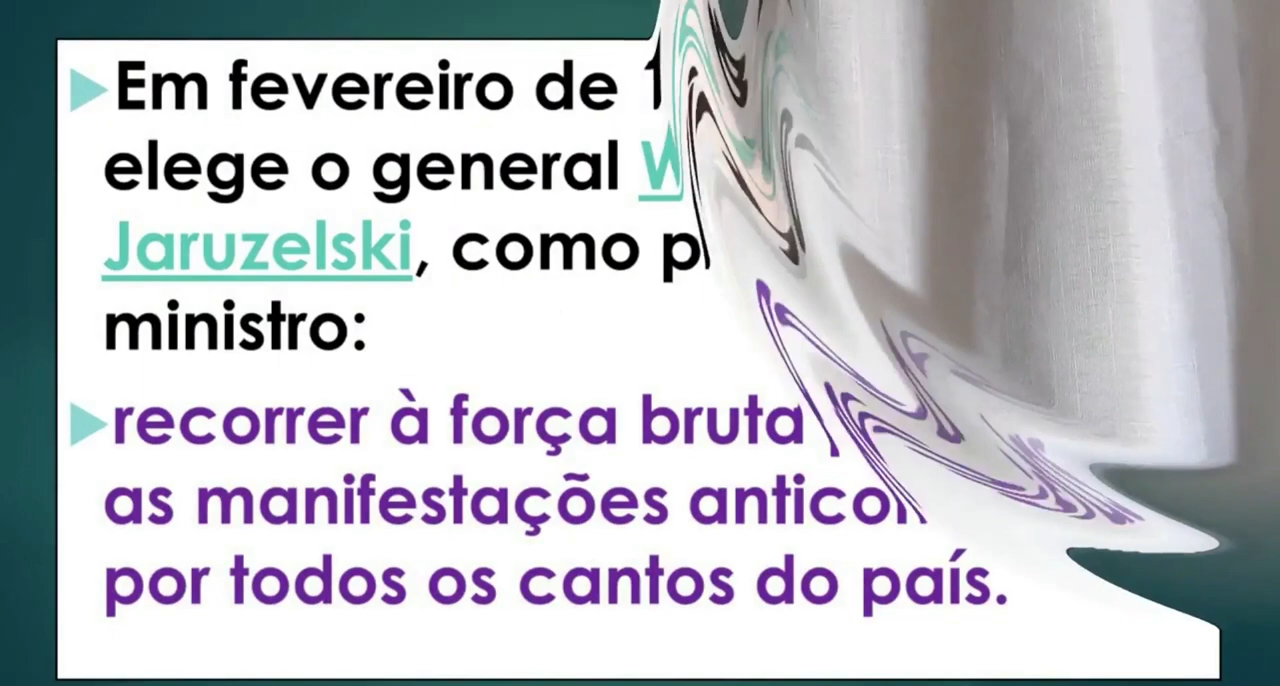 Em fevereiro de
elege o general
Jaruzelski, como
ministro:
recorrer à força bruta
as manifestações
por todos os cantos do país.